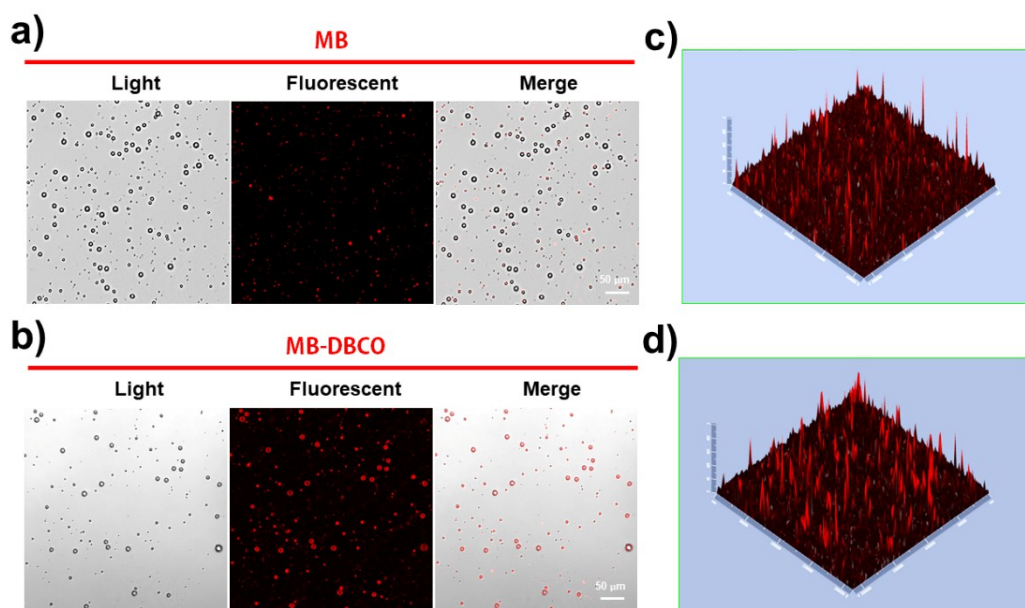 a)
MB
Light Fluorescent Merge
50 µm
b)
MB-DBCO
Light Fluorescent Merge
50 µm
c)
d)